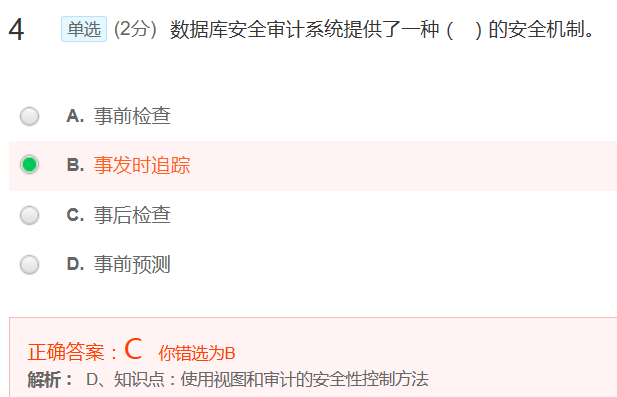 4 单选 (2分) 数据库安全审计系统提供了一种 ( ) 的安全机制。
A. 事前检查
B. 事发时追踪
C. 事后检查
D. 事前预测
正确答案：C 你错选为B
解析： D、知识点：使用视图和审计的安全性控制方法